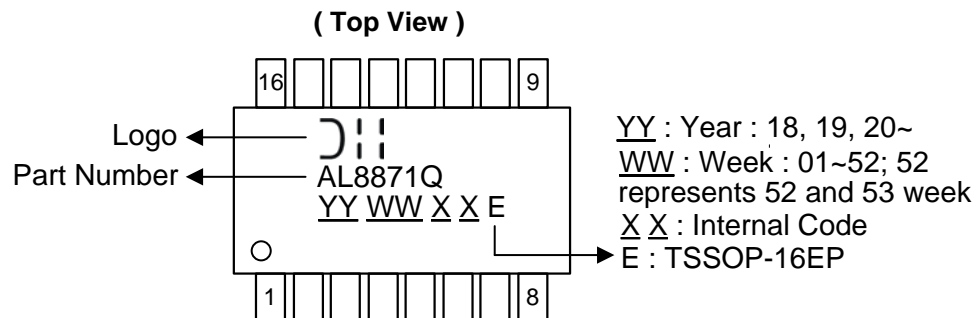 ( Top View )
16 9
Logo
Part Number
AL8871Q
YY WW X X E
1 8
YY : Year : 18, 19, 20~
WW : Week : 01~52; 52
represents 52 and 53 week
X X : Internal Code
E : TSSOP-16EP